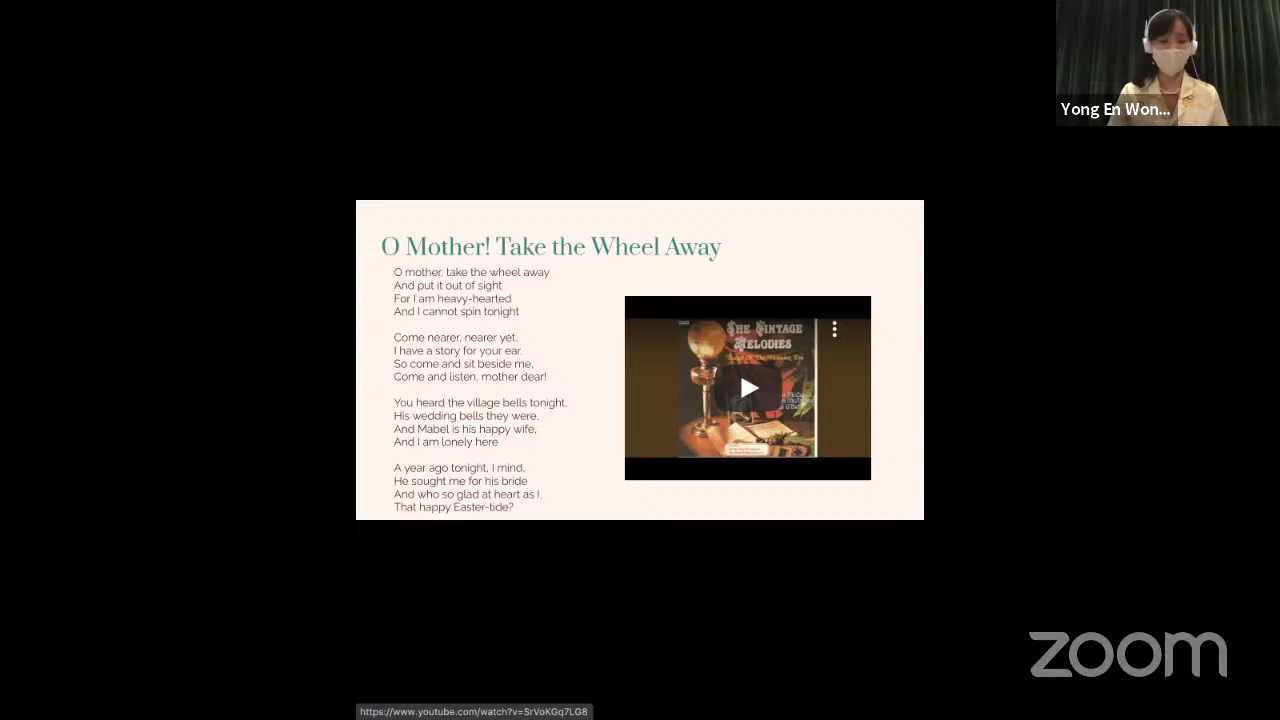 Yong En Won...
O Mother! Take the Wheel Away
O mother, take the wheel away
And put it out of sight
For I am heavy-hearted
And I cannot spin tonight
Come nearer, nearer yet,
I have a story for your ear.
So come and sit beside me,
Come and listen, mother dear!
You heard the village bells tonight,
His wedding bells they were,
And Mabel is his happy wife,
And I am lonely here
A year ago tonight, I mind,
He sought me for his bride
And who so glad at heart as I,
That happy Easter-tide?
The Vintage
Melodies
Songs Of The Victorian Era
zoom
https://www.youtube.com/watch?v=SrVoKGq7LG8